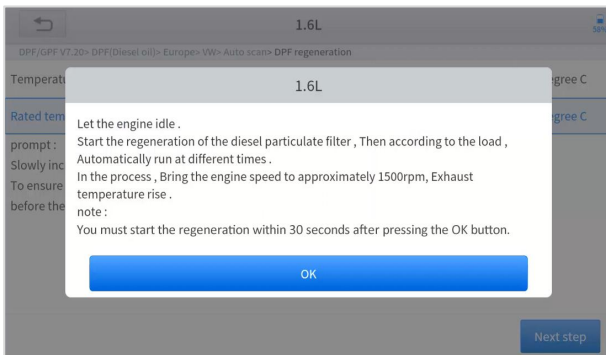 1.6L
58%
DPF/GPF V7.20> DPF(Diesel oil)> Europe> VW> Auto scan> DPF regeneration
1.6L
Let the engine idle .
Start the regeneration of the diesel particulate filter , Then according to the load ,
Automatically run at different times .
In the process , Bring the engine speed to approximately 1500rpm, Exhaust
temperature rise .
note :
You must start the regeneration within 30 seconds after pressing the OK button.
OK
Temperatu
egree C
Rated tem
egree C
prompt :
Slowly inc
To ensure
before the
Next step